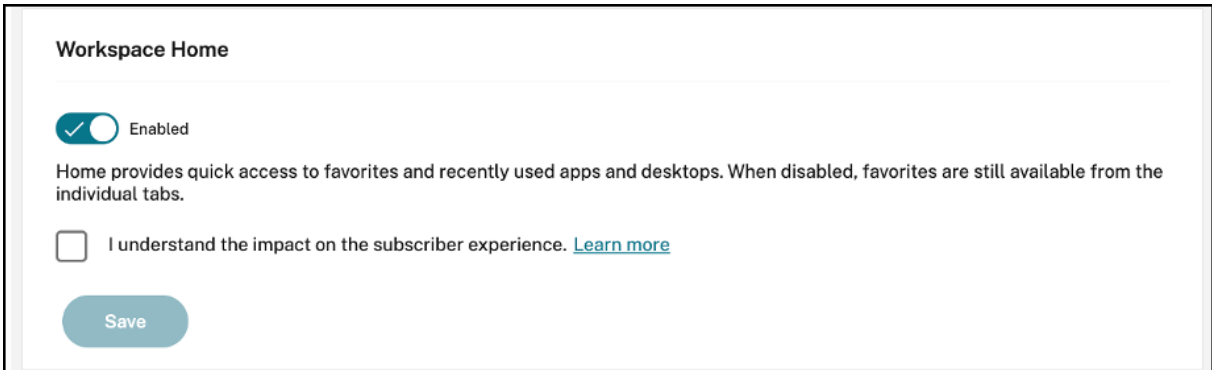 Workspace Home
Enabled
Home provides quick access to favorites and recently used apps and desktops. When disabled, favorites are still available from the
individual tabs.
I understand the impact on the subscriber experience. Learn more
Save